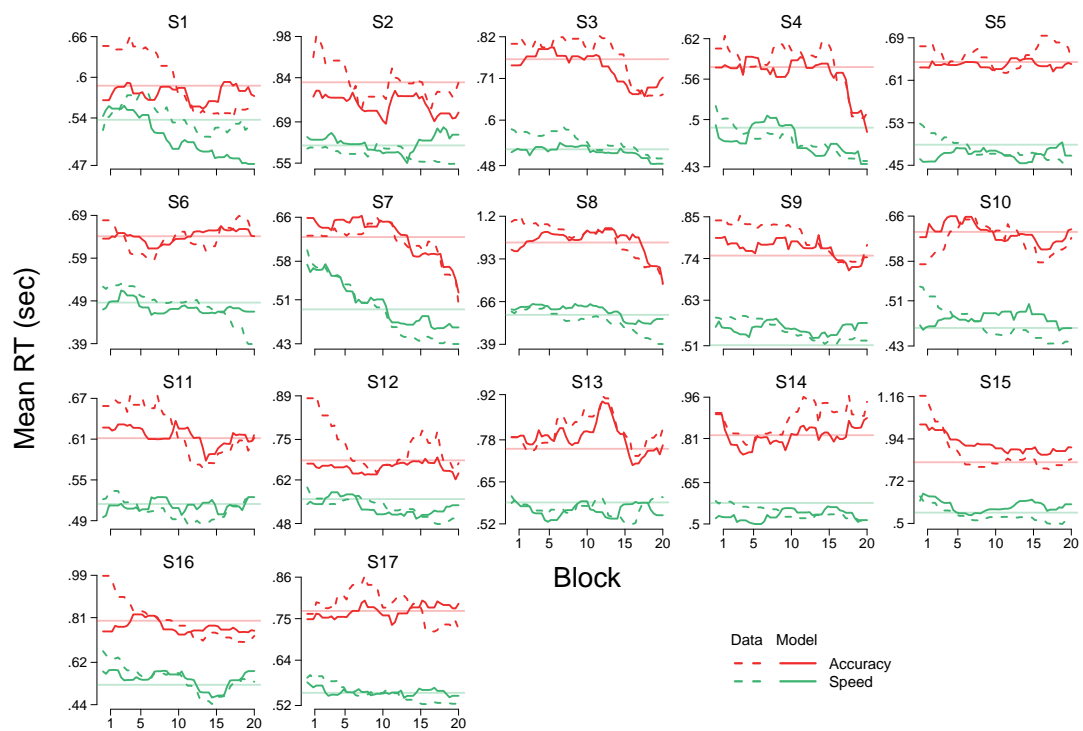 S1 S2 S3 S4 S5
.66 .98 .82 .62 .69
.6 .84 .71 .56 .61
.54 .69 .6 .5 .53
.47 .55 .48 .43 .45
S6 S7 S8 S9 S10
.69 .66 1.2 .85 .66
.59 .58 .93 .74 .58
.49 .51 .66 .63 .51
.39 .43 .39 .51 .43
S11 S12 S13 S14 S15
.67 .89 .92 .96 1.16
.61 .75 .78 .81 .94
.55 .62 .65 .65 .72
.49 .48 .52 .5 .5
1 5 10 15 20 1 5 10 15 20 1 5 10 15 20
S16 S17
.99 .86
.81 .75
.62 .64
.44 .52
1 5 10 15 20 1 5 10 15 20
Mean RT (sec)
Block
Data Model
Accuracy
Speed